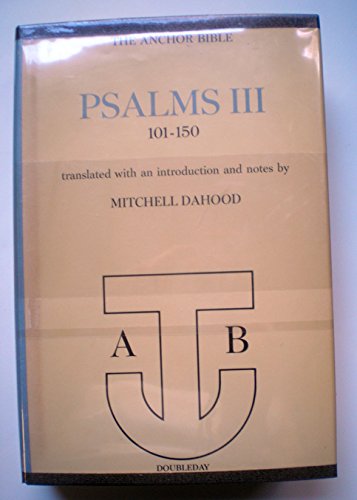 THE ANCHOR BIBLE
PSALMS III
101-150
translated with an introduction and notes by
MITCHELL DAHOOD
A B
DOUBLEDAY